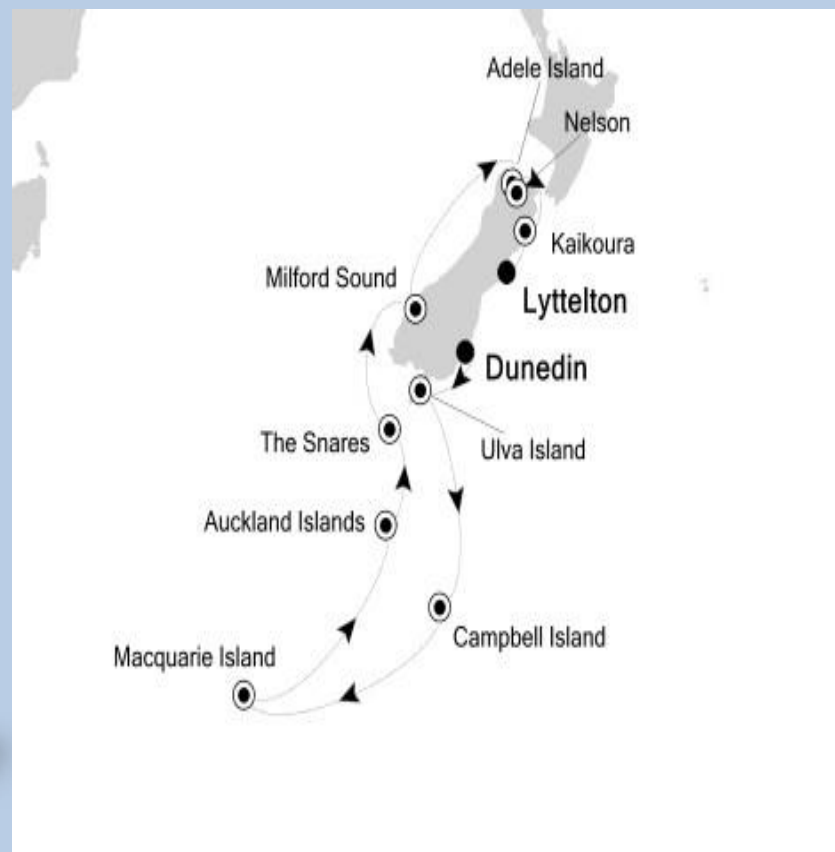 Adele Island
Nelson
Kaikoura
Milford Sound
Lyttelton
Dunedin
The Snares
Ulva Island
Auckland Islands
Campbell Island
Macquarie Island